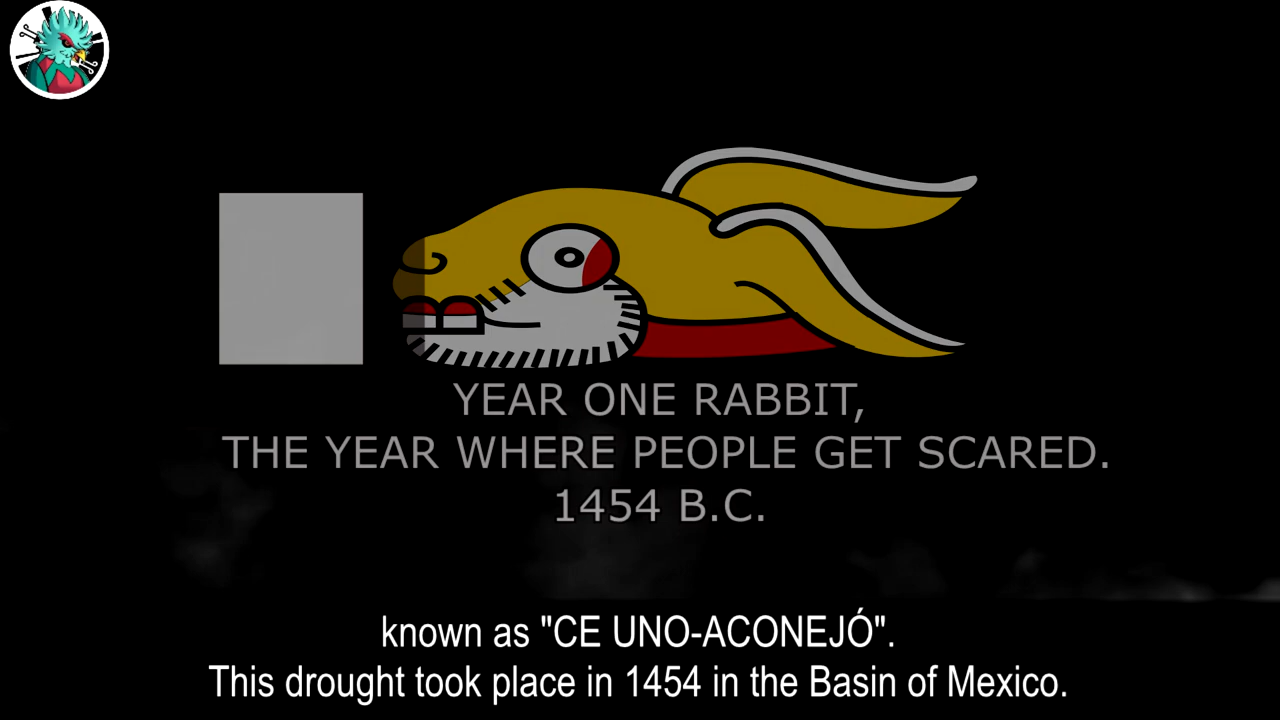 YEAR ONE RABBIT,
THE YEAR WHERE PEOPLE GET SCARED.
1454 B.C.
known as "CE UNO-ACONEJÓ".
This drought took place in 1454 in the Basin of Mexico.